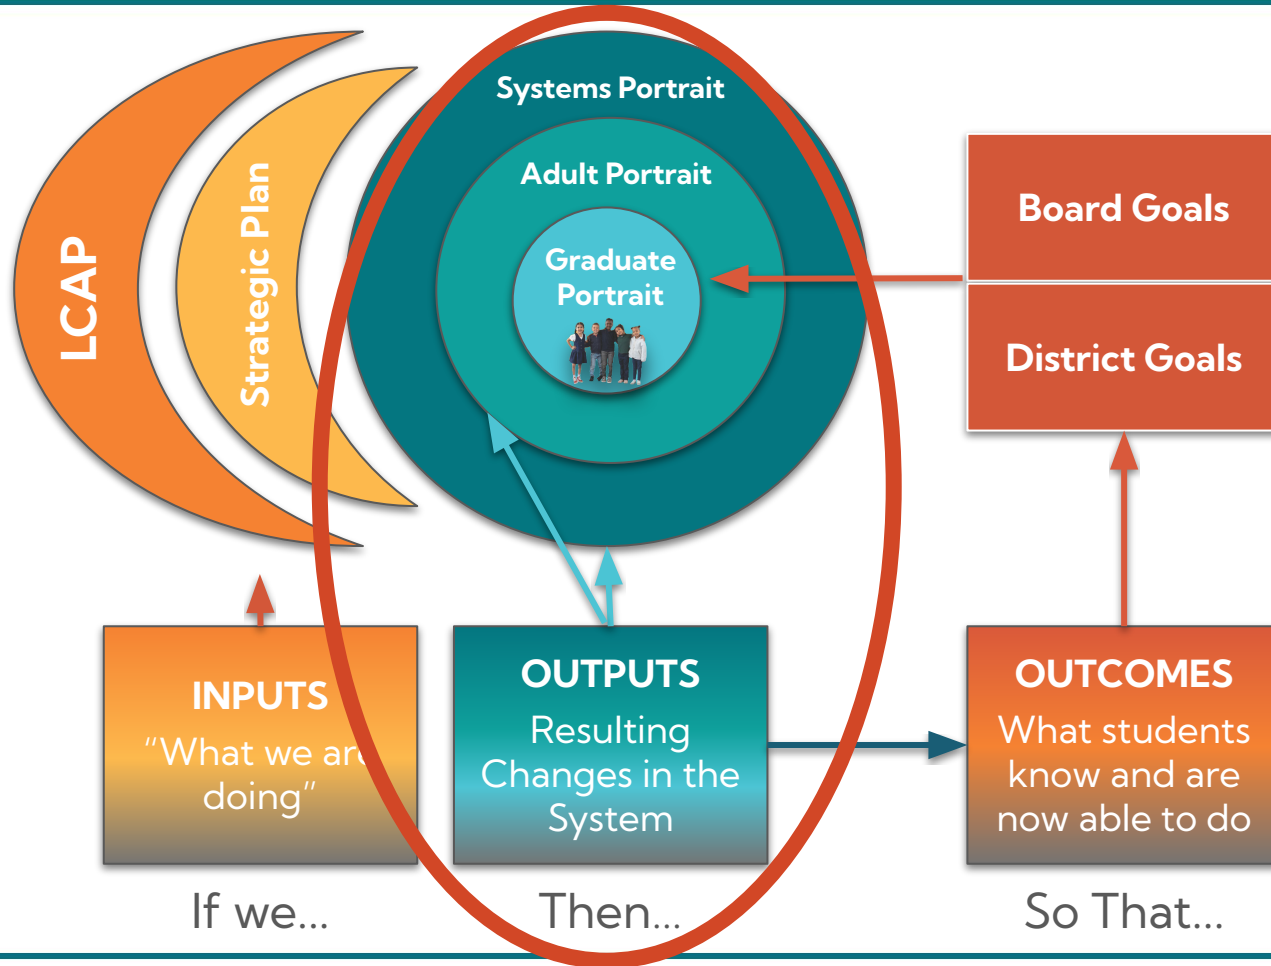 LCAP
Strategic Plan
Systems Portrait
Adult Portrait
Graduate
Portrait
Board Goals
District Goals
INPUTS
“What we are
doing”
OUTPUTS
Resulting
Changes in the
System
OUTCOMES
What students
know and are
now able to do
If we...
Then...
So That...